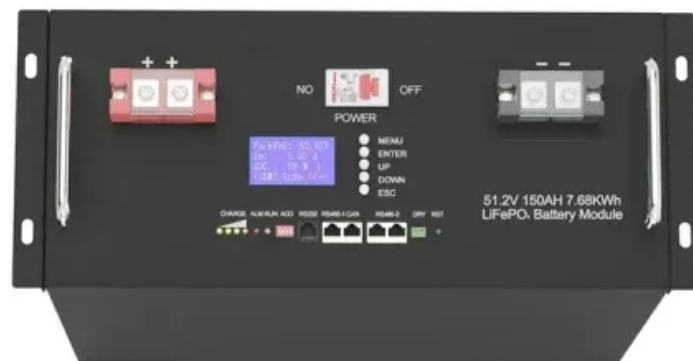 + +
− −
NO
OFF
POWER
MENU
ENTER
UP
DOWN
ESC
51.2V 150AH 7.68KWh
LiFePO₄ Battery Module
CHARGE ALM RUN ADD RS232 RS485-1 CAN RS485-2 DRY RST